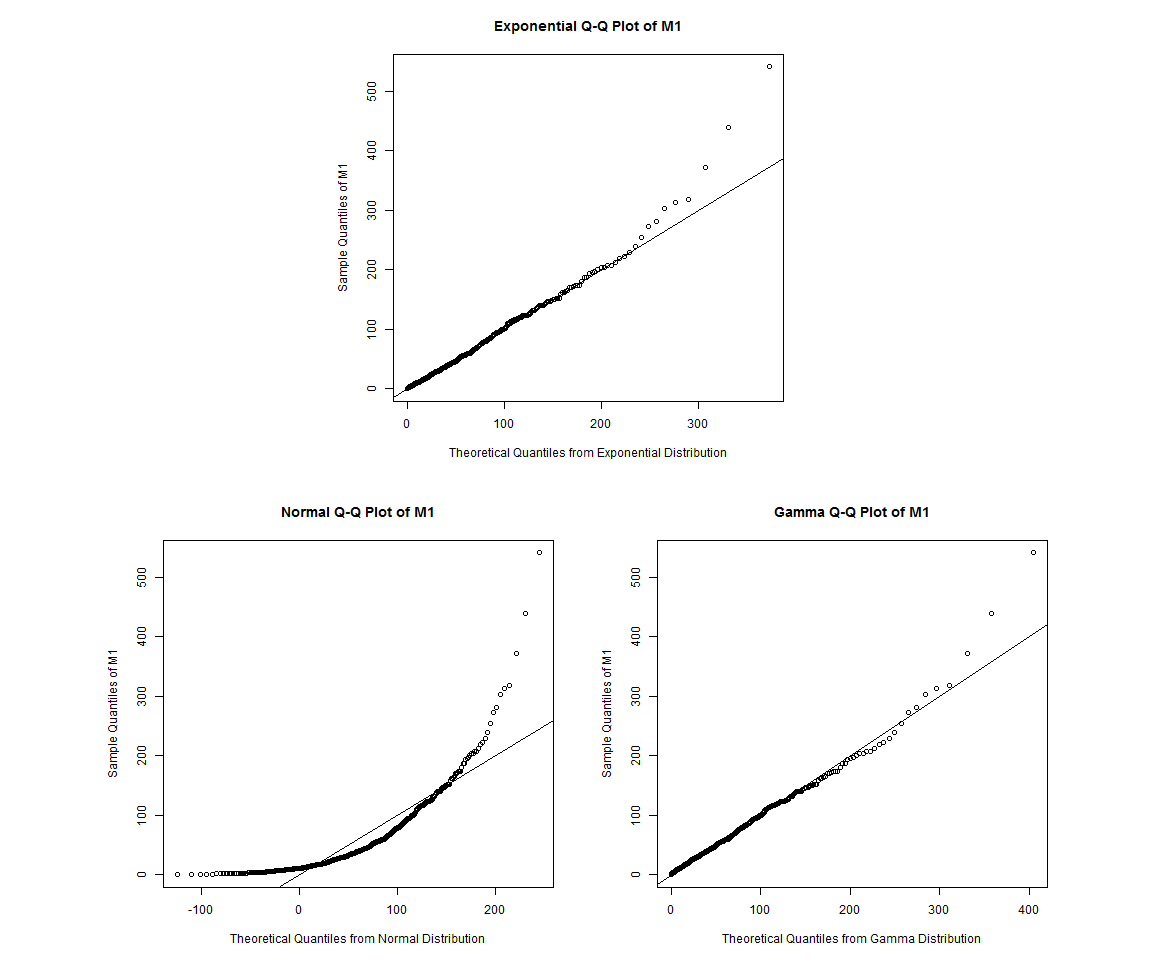 Exponential Q-Q Plot of M1
Sample Quantiles of M1
0 100 200 300 400 500
0 100 200 300
Theoretical Quantiles from Exponential Distribution
Normal Q-Q Plot of M1
Sample Quantiles of M1
0 100 200 300 400 500
-100 0 100 200
Theoretical Quantiles from Normal Distribution
Gamma Q-Q Plot of M1
Sample Quantiles of M1
0 100 200 300 400 500
0 100 200 300 400
Theoretical Quantiles from Gamma Distribution